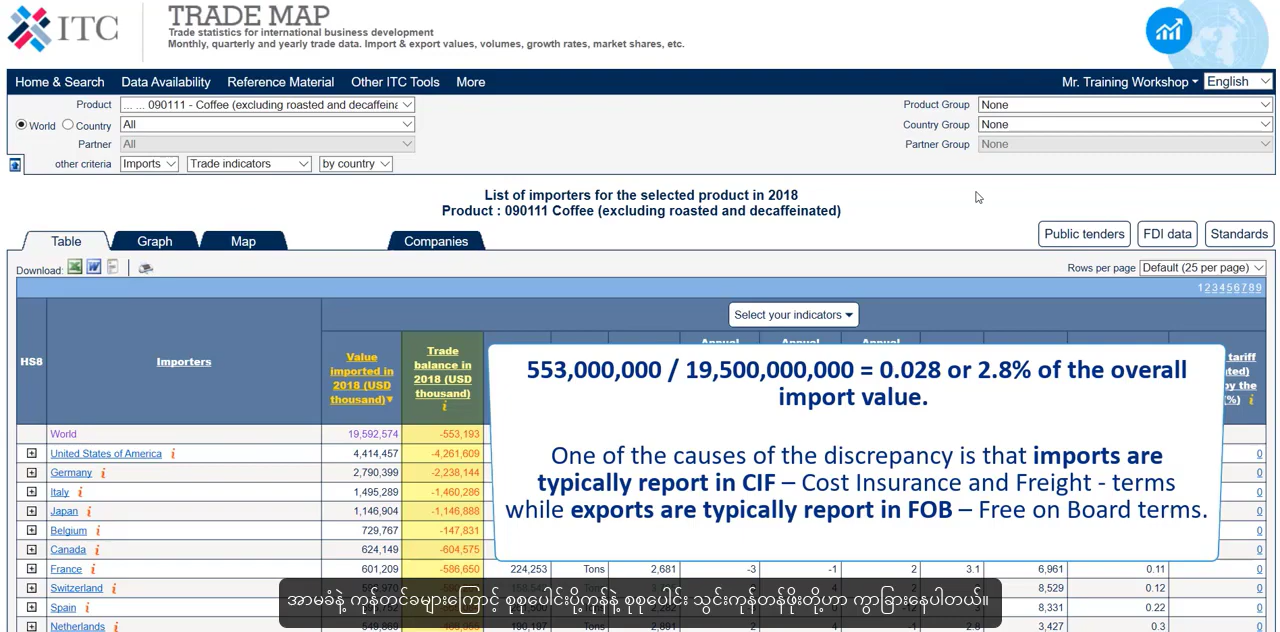 ITC
TRADE MAP
Trade statistics for international business development
Monthly, quarterly and yearly trade data. Import & export values, volumes, growth rates, market shares, etc.
Home & Search Data Availability Reference Material Other ITC Tools More Mr. Training Workshop English
Product ... ... 090111 - Coffee (excluding roasted and decaffeina Product Group None
World Country All Country Group None
Partner All Partner Group None
other criteria Imports Trade indicators by country
List of importers for the selected product in 2018
Product : 090111 Coffee (excluding roasted and decaffeinated)
Table Graph Map Companies Public tenders FDI data Standards
Download: Rows per page Default (25 per page)
1 2 3 4 5 6 7 8 9
Select your indicators
HS8 Importers
Value imported in 2018 (USD thousand)
Trade balance in 2018 (USD thousand)
553,000,000 / 19,500,000,000 = 0.028 or 2.8% of the overall
import value.
One of the causes of the discrepancy is that imports are
typically report in CIF – Cost Insurance and Freight - terms
while exports are typically report in FOB – Free on Board terms.
World 19,592,574 -553,193
United States of America 4,414,457 -4,261,609 0
Germany 2,790,399 -2,238,144 0
Italy 1,495,289 -1,460,286 0
Japan 1,146,904 -1,146,888 0
Belgium 729,767 -147,831 0
Canada 624,149 -604,575 0
France 601,209 -586,650 224,253 Tons 2,681 -3 -1 2 3.1 6,961 0.11 0
Switzerland 8,529 0.12 0
Spain 8,331 0.22 0
Netherlands 3,427 0.3 0
အာမခံနဲ့ ကုန်တင်ခများကြောင့် စုစုပေါင်းပို့ကုန်နဲ့ စုစုပေါင်း သွင်းကုန်တန်ဖိုးတို့ဟာ ကွာခြားနေပါတယ်။